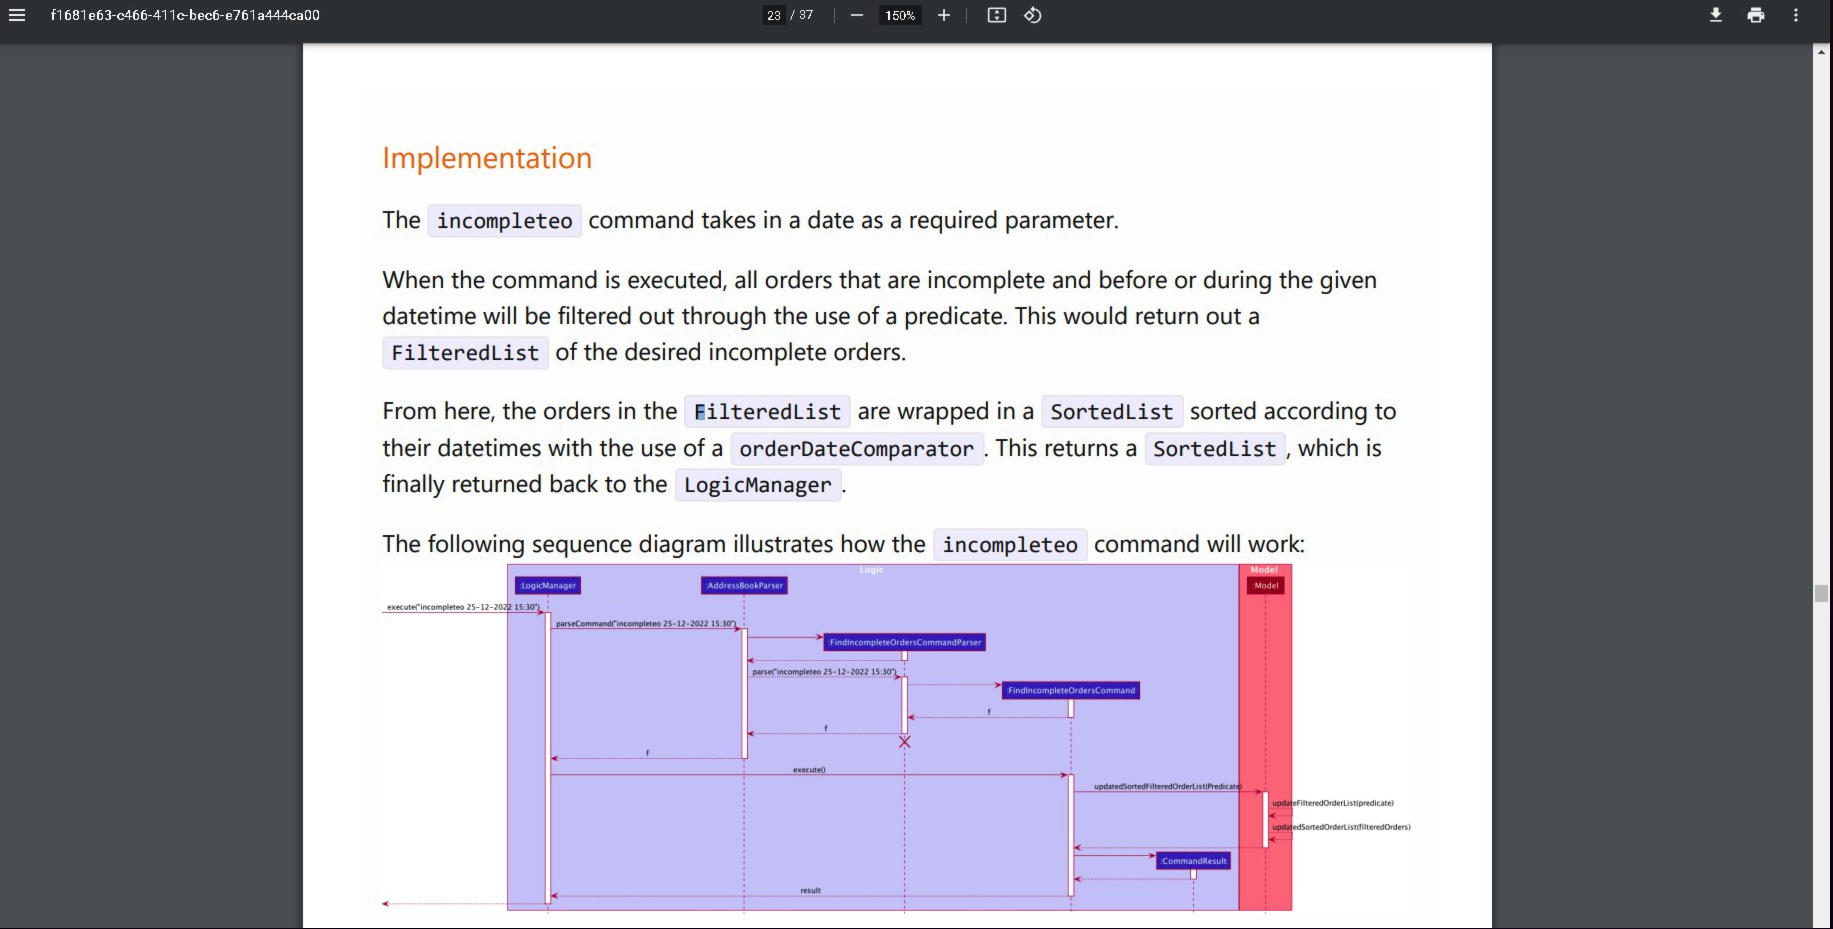 f1681e63-c466-411c-bec6-e761a444ca00
23 / 37
150%
Implementation
The incompleteo command takes in a date as a required parameter.
When the command is executed, all orders that are incomplete and before or during the given
datetime will be filtered out through the use of a predicate. This would return out a
FilteredList of the desired incomplete orders.
From here, the orders in the FilteredList are wrapped in a SortedList sorted according to
their datetimes with the use of a orderDateComparator. This returns a SortedList, which is
finally returned back to the LogicManager.
The following sequence diagram illustrates how the incompleteo command will work:
Logic
Model
:LogicManager
:AddressBookParser
:Model
execute("incompleteo 25-12-2022 15:30")
parseCommand("incompleteo 25-12-2022 15:30")
:FindIncompleteOrdersCommandParser
parse("incompleteo 25-12-2022 15:30")
:FindIncompleteOrdersCommand
f
f
f
execute()
updatedSortedFilteredOrderList(Predicate)
updateFilteredOrderList(predicate)
updatedSortedOrderList(filteredOrders)
:CommandResult
result